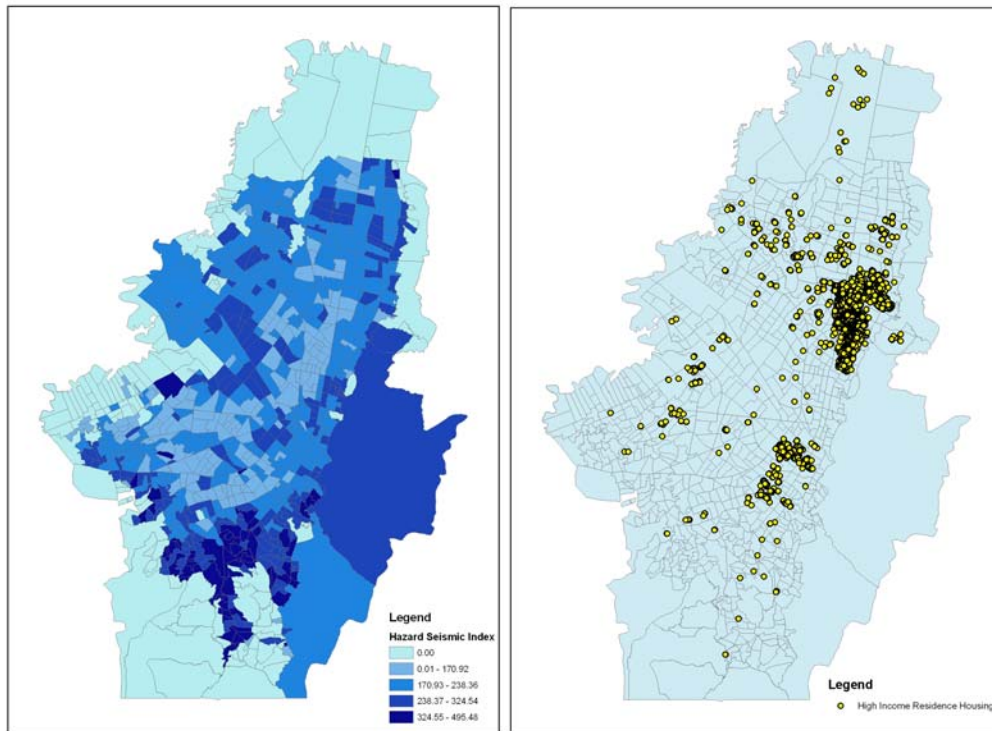 Legend
Hazard Seismic Index
0.00
0.01 - 170.92
170.93 - 238.36
238.37 - 324.54
324.55 - 495.48
Legend
High Income Residence Housing